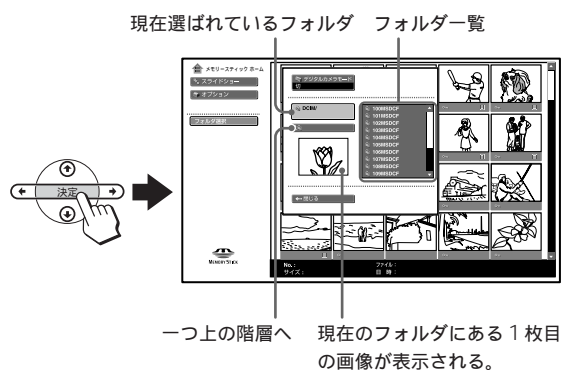 現在選ばれているフォルダ
フォルダ一覧
メモリースティック ホーム
スライドショー
オプション
フォルダ選択
デジタルカメラモード
切
DCIM/
100MSDCF
101MSDCF
102MSDCF
103MSDCF
104MSDCF
105MSDCF
106MSDCF
107MSDCF
108MSDCF
109MSDCF
閉じる
決定
MEMORY STICK
No. :
ファイル :
サイズ :
日 時 :
一つ上の階層へ
現在のフォルダにある1枚目
の画像が表示される。